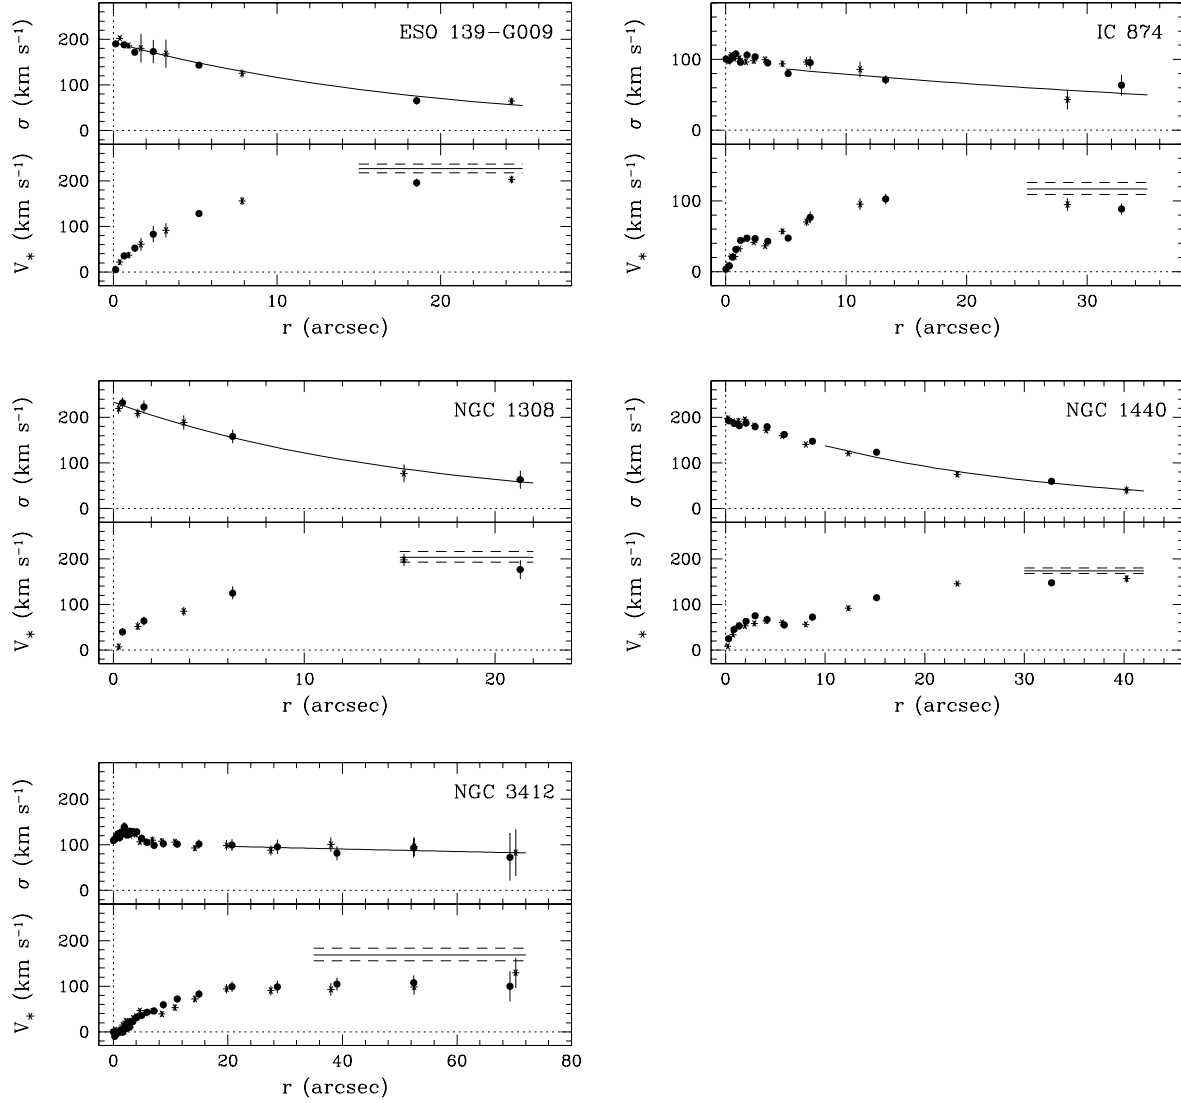 ESO 139−G009
200
100
0
σ (km s⁻¹)
200
100
0
V* (km s⁻¹)
0 10 20
r (arcsec)
IC 874
100
0
σ (km s⁻¹)
100
0
V* (km s⁻¹)
0 10 20 30
r (arcsec)
NGC 1308
200
100
0
σ (km s⁻¹)
200
100
0
V* (km s⁻¹)
0 10 20
r (arcsec)
NGC 1440
200
100
0
σ (km s⁻¹)
200
100
0
V* (km s⁻¹)
0 10 20 30 40
r (arcsec)
NGC 3412
200
100
0
σ (km s⁻¹)
200
100
0
V* (km s⁻¹)
0 20 40 60 80
r (arcsec)